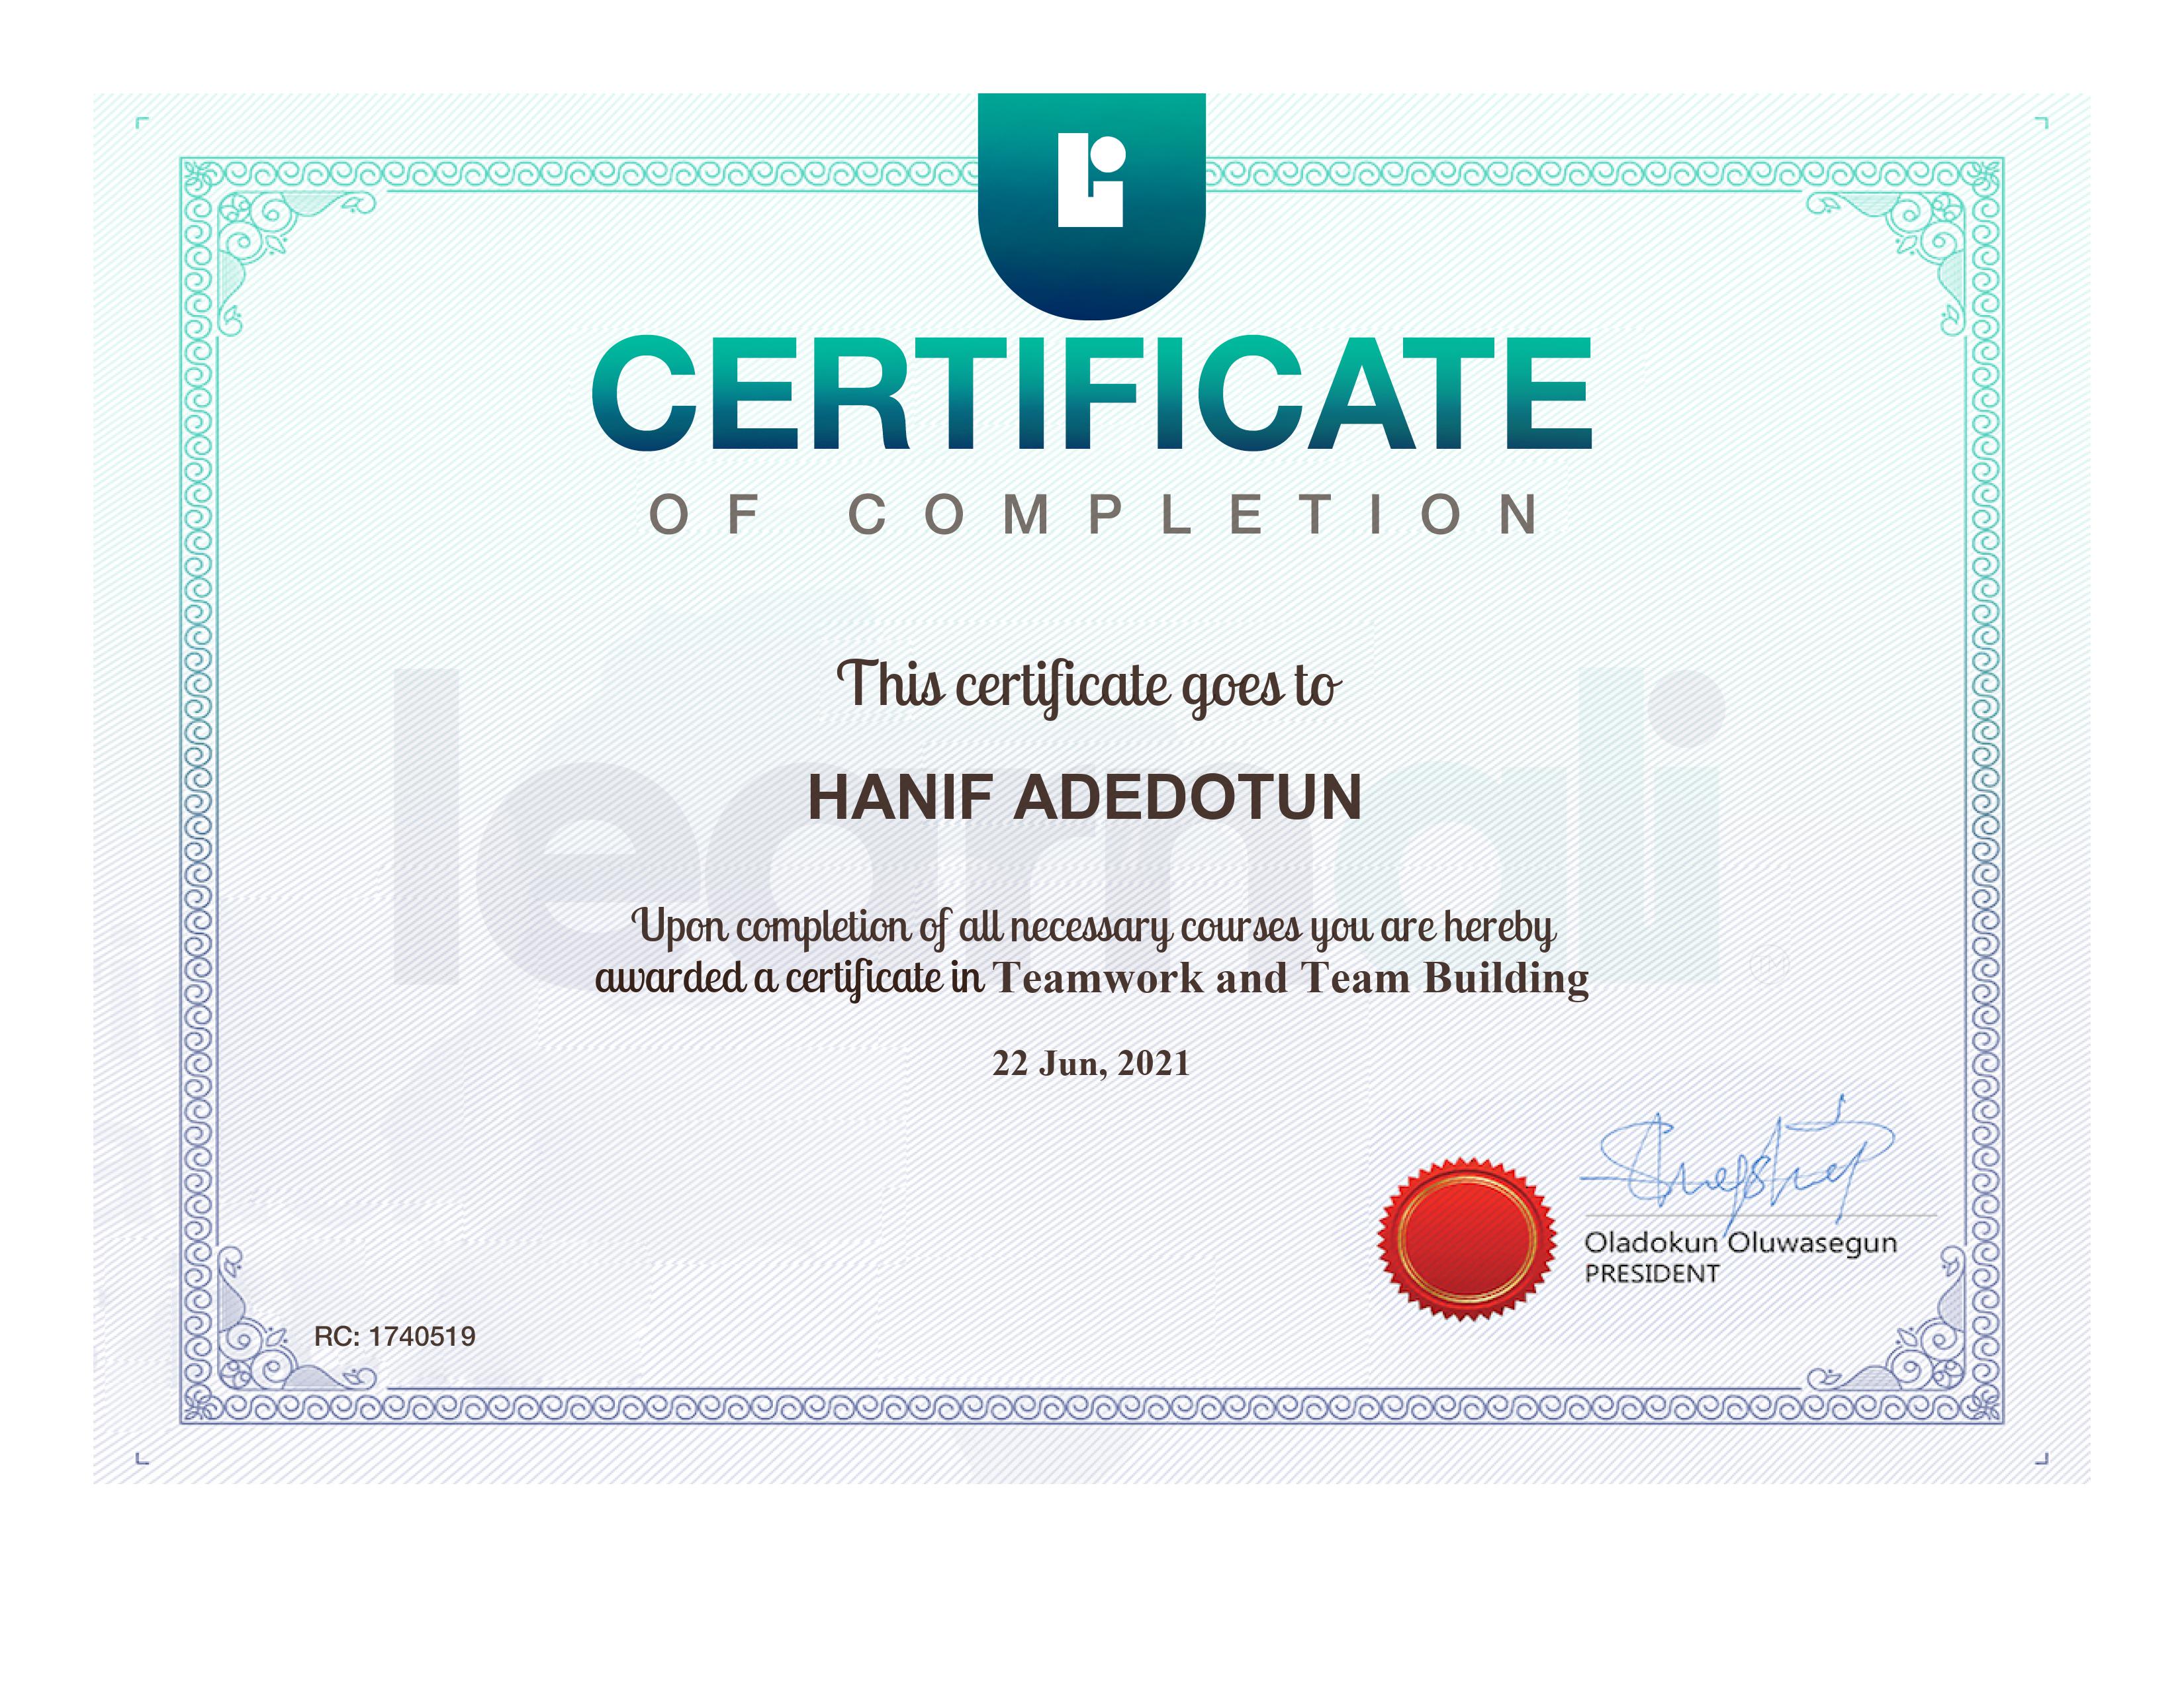 CERTIFICATE
OF COMPLETION
This certificate goes to
learnali
HANIF ADEDOTUN
Upon completion of all necessary courses you are hereby
awarded a certificate in Teamwork and Team Building
22 Jun, 2021
Oladokun Oluwasegun
PRESIDENT
RC: 1740519